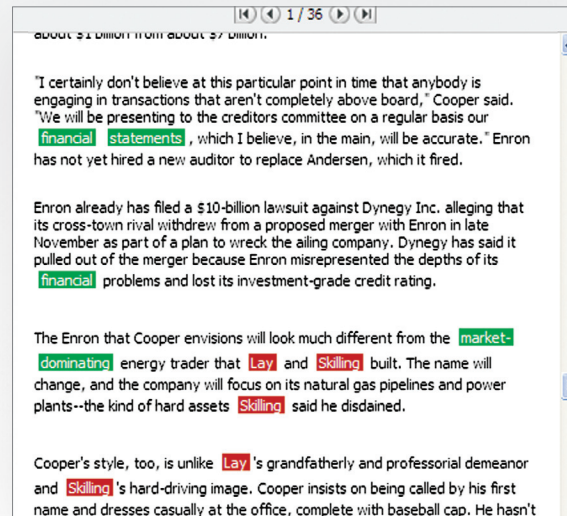 1 / 36
about $1 billion from about $7 billion.
"I certainly don't believe at this particular point in time that anybody is
engaging in transactions that aren't completely above board," Cooper said.
"We will be presenting to the creditors committee on a regular basis our
financial statements , which I believe, in the main, will be accurate." Enron
has not yet hired a new auditor to replace Andersen, which it fired.
Enron already has filed a $10-billion lawsuit against Dynegy Inc. alleging that
its cross-town rival withdrew from a proposed merger with Enron in late
November as part of a plan to wreck the ailing company. Dynegy has said it
pulled out of the merger because Enron misrepresented the depths of its
financial problems and lost its investment-grade credit rating.
The Enron that Cooper envisions will look much different from the market-
dominating energy trader that Lay and Skilling built. The name will
change, and the company will focus on its natural gas pipelines and power
plants--the kind of hard assets Skilling said he disdained.
Cooper's style, too, is unlike Lay 's grandfatherly and professorial demeanor
and Skilling 's hard-driving image. Cooper insists on being called by his first
name and dresses casually at the office, complete with baseball cap. He hasn't